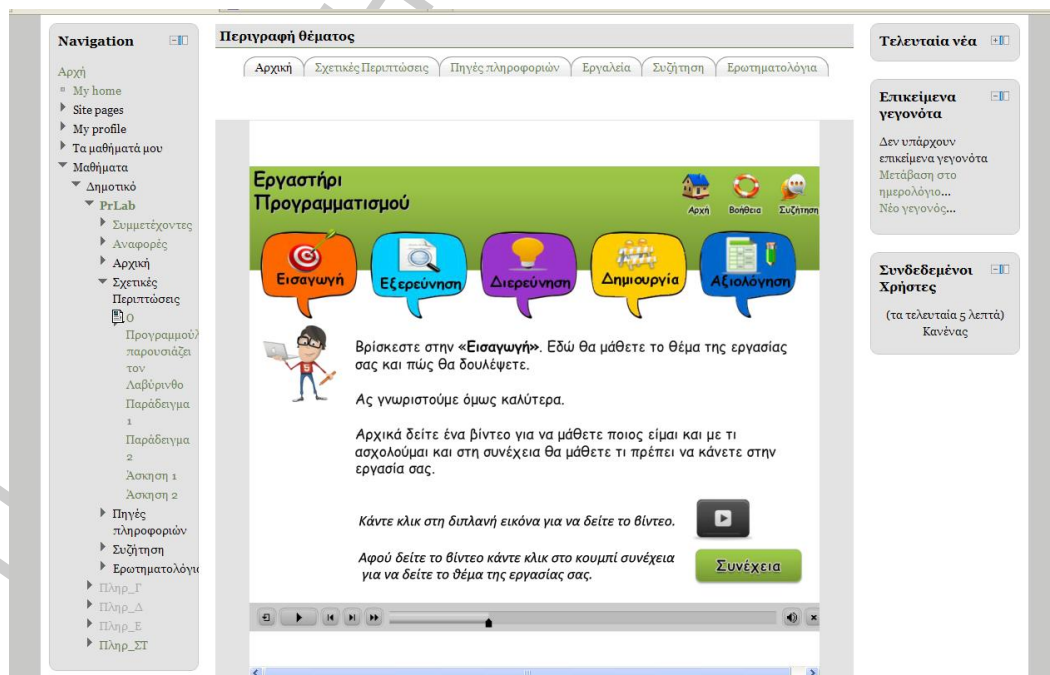 Navigation
Αρχή
My home
Site pages
My profile
Τα μαθήματά μου
Μαθήματα
Δημοτικό
PrLab
Συμμετέχοντες
Αναφορές
Αρχική
Σχετικές
Περιπτώσεις
Ο
Προγραμμούλ
παρουσιάζει
τον
Λαβύρινθο
Παράδειγμα
1
Παράδειγμα
2
Άσκηση 1
Άσκηση 2
Πηγές
πληροφοριών
Συζήτηση
Ερωτηματολόγιο
Πληρ_Γ
Πληρ_Δ
Πληρ_Ε
Πληρ_ΣΤ
Περιγραφή θέματος
Αρχική Σχετικές Περιπτώσεις Πηγές πληροφοριών Εργαλεία Συζήτηση Ερωτηματολόγια
Εργαστήρι
Προγραμματισμού
Αρχή Βοήθεια Συζήτηση
Εισαγωγή Εξερεύνηση Διερεύνηση Δημιουργία Αξιολόγηση
Βρίσκεστε στην «Εισαγωγή». Εδώ θα μάθετε το θέμα της εργασίας
σας και πώς θα δουλέψετε.
Ας γνωριστούμε όμως καλύτερα.
Αρχικά δείτε ένα βίντεο για να μάθετε ποιος είμαι και με τι
ασχολούμαι και στη συνέχεια θα μάθετε τι πρέπει να κάνετε στην
εργασία σας.
Κάντε κλικ στη διπλανή εικόνα για να δείτε το βίντεο.
Αφού δείτε το βίντεο κάντε κλικ στο κουμπί συνέχεια
για να δείτε το θέμα της εργασίας σας.
Συνέχεια
Τελευταία νέα
Επικείμενα
γεγονότα
Δεν υπάρχουν
επικείμενα γεγονότα
Μετάβαση στο
ημερολόγιο...
Νέο γεγονός...
Συνδεδεμένοι
Χρήστες
(τα τελευταία 5 λεπτά)
Κανένας